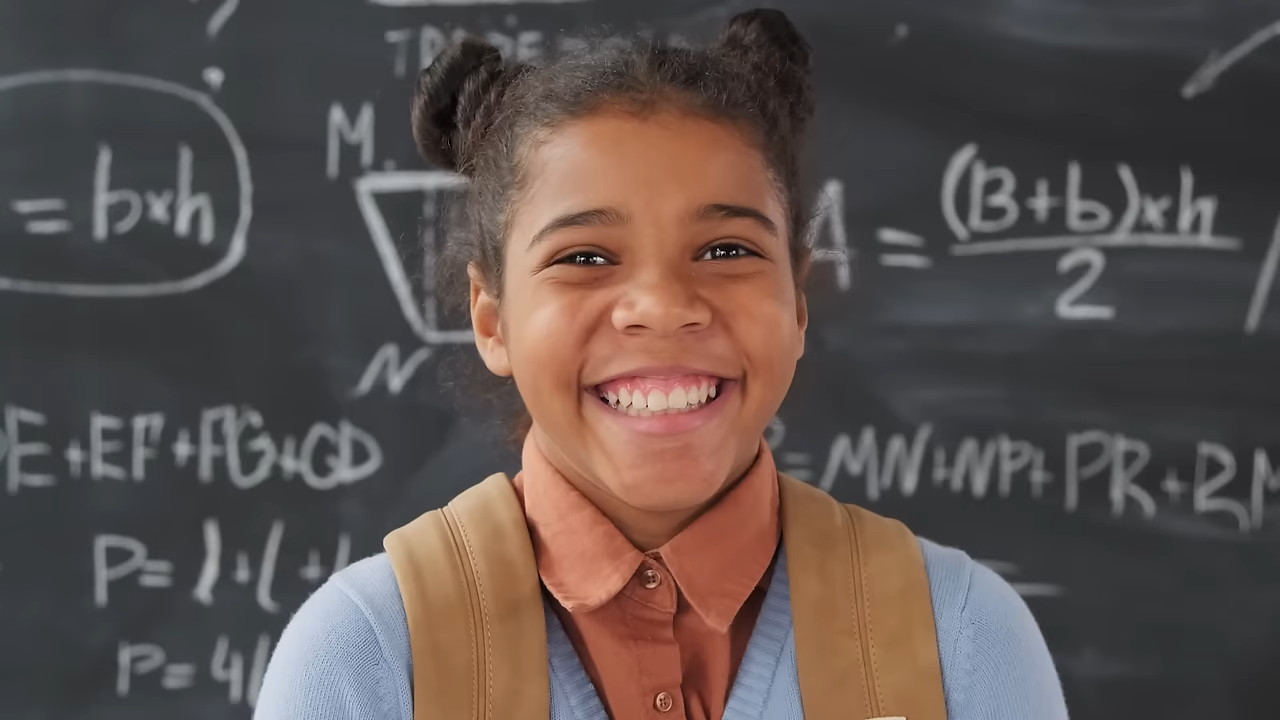 M.
= b×h
A = (B+b)×h
2
N
E+EF+FG+GD
= MN+NP+PR+RM
P= l+l+l
P= 4l